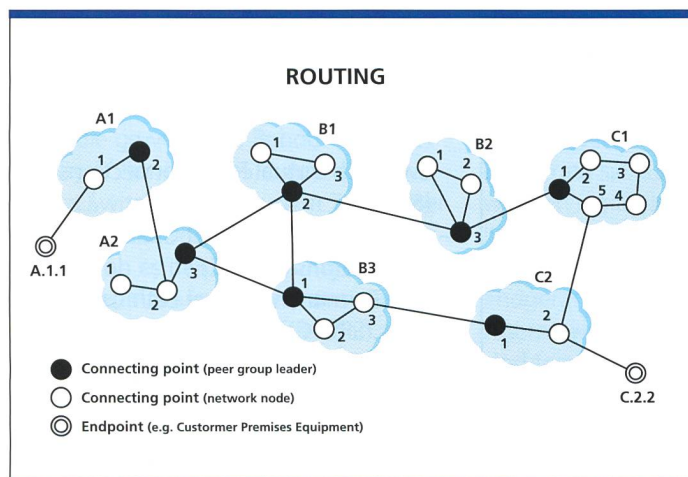 ROUTING
A1
1
2
A.1.1
A2
1
2
3
B1
1
2
3
B2
1
2
3
B3
1
2
3
C1
1
2
3
4
5
C2
1
2
C.2.2
Connecting point (peer group leader)
Connecting point (network node)
Endpoint (e.g. Custormer Premises Equipment)